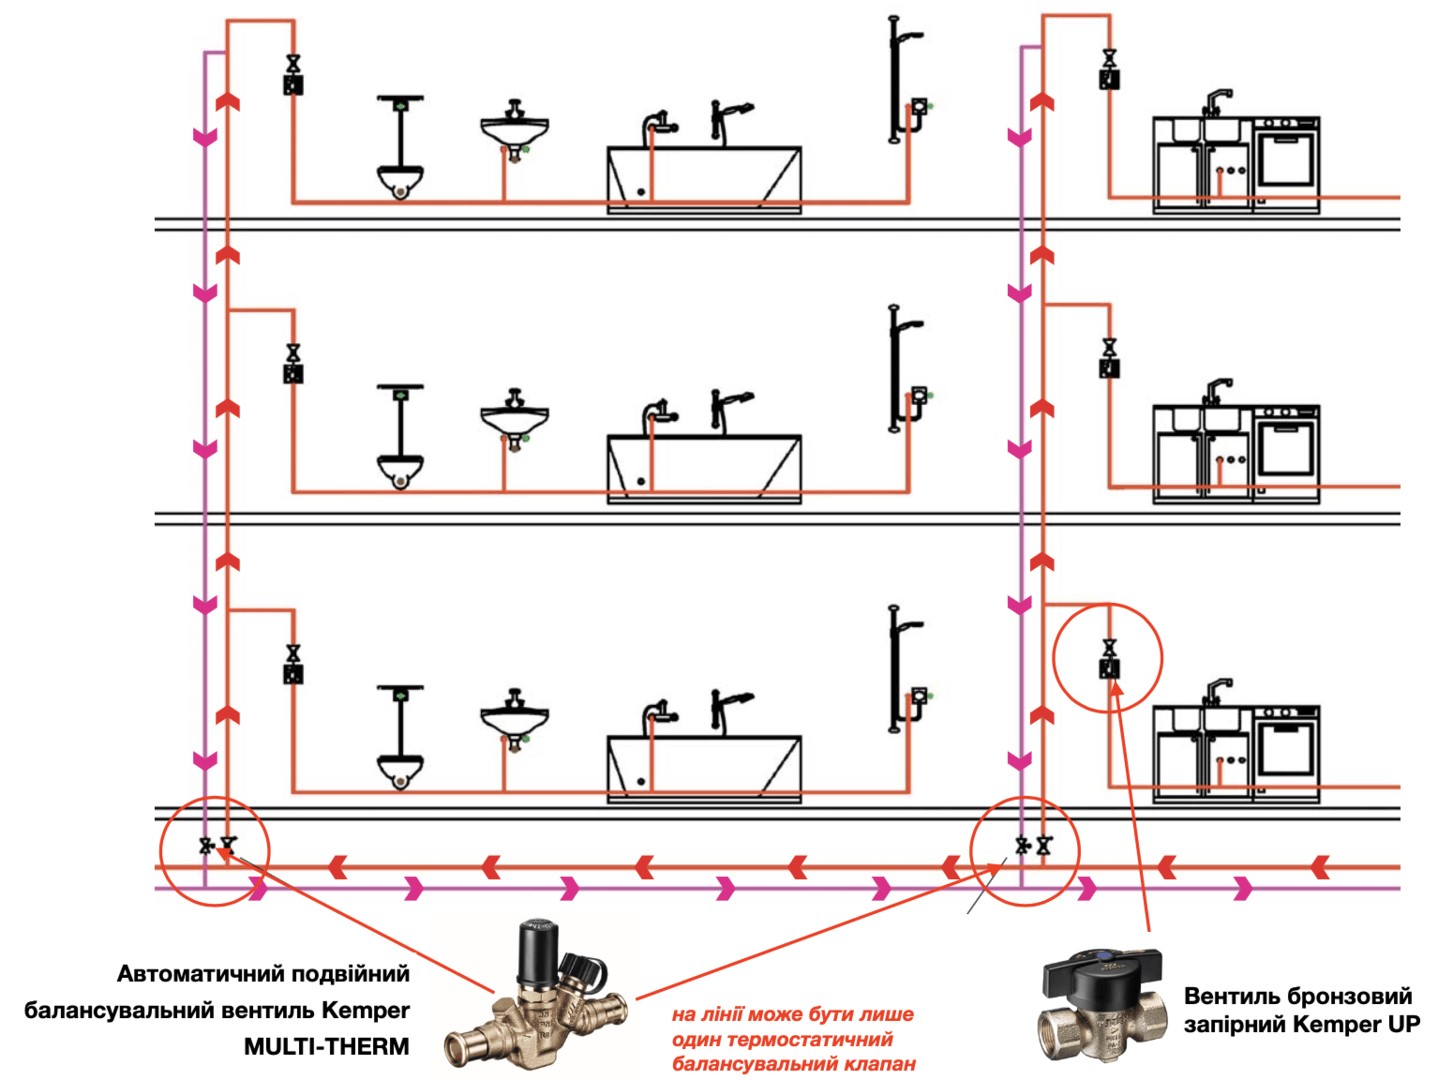 Автоматичний подвійний
балансувальний вентиль Kemper
MULTI-THERM
на лінії може бути лише
один термостатичний
балансувальний клапан
Вентиль бронзовий
запірний Kemper UP